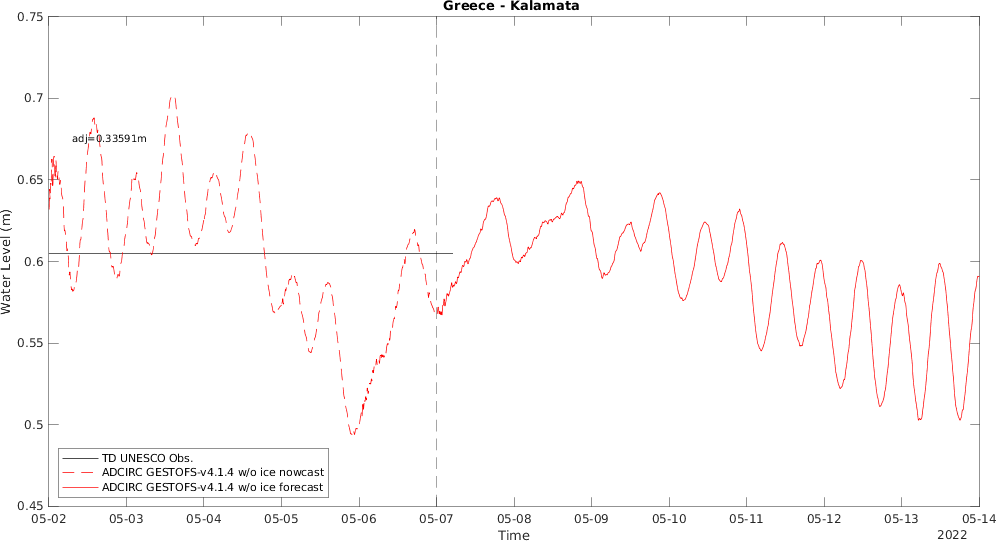 Greece - Kalamata
0.75
0.7
0.65
0.6
0.55
0.5
0.45
Water Level (m)
adj=0.33591m
TD UNESCO Obs.
ADCIRC GESTOFS-v4.1.4 w/o ice nowcast
ADCIRC GESTOFS-v4.1.4 w/o ice forecast
05-02 05-03 05-04 05-05 05-06 05-07 05-08 05-09 05-10 05-11 05-12 05-13 05-14
Time
2022